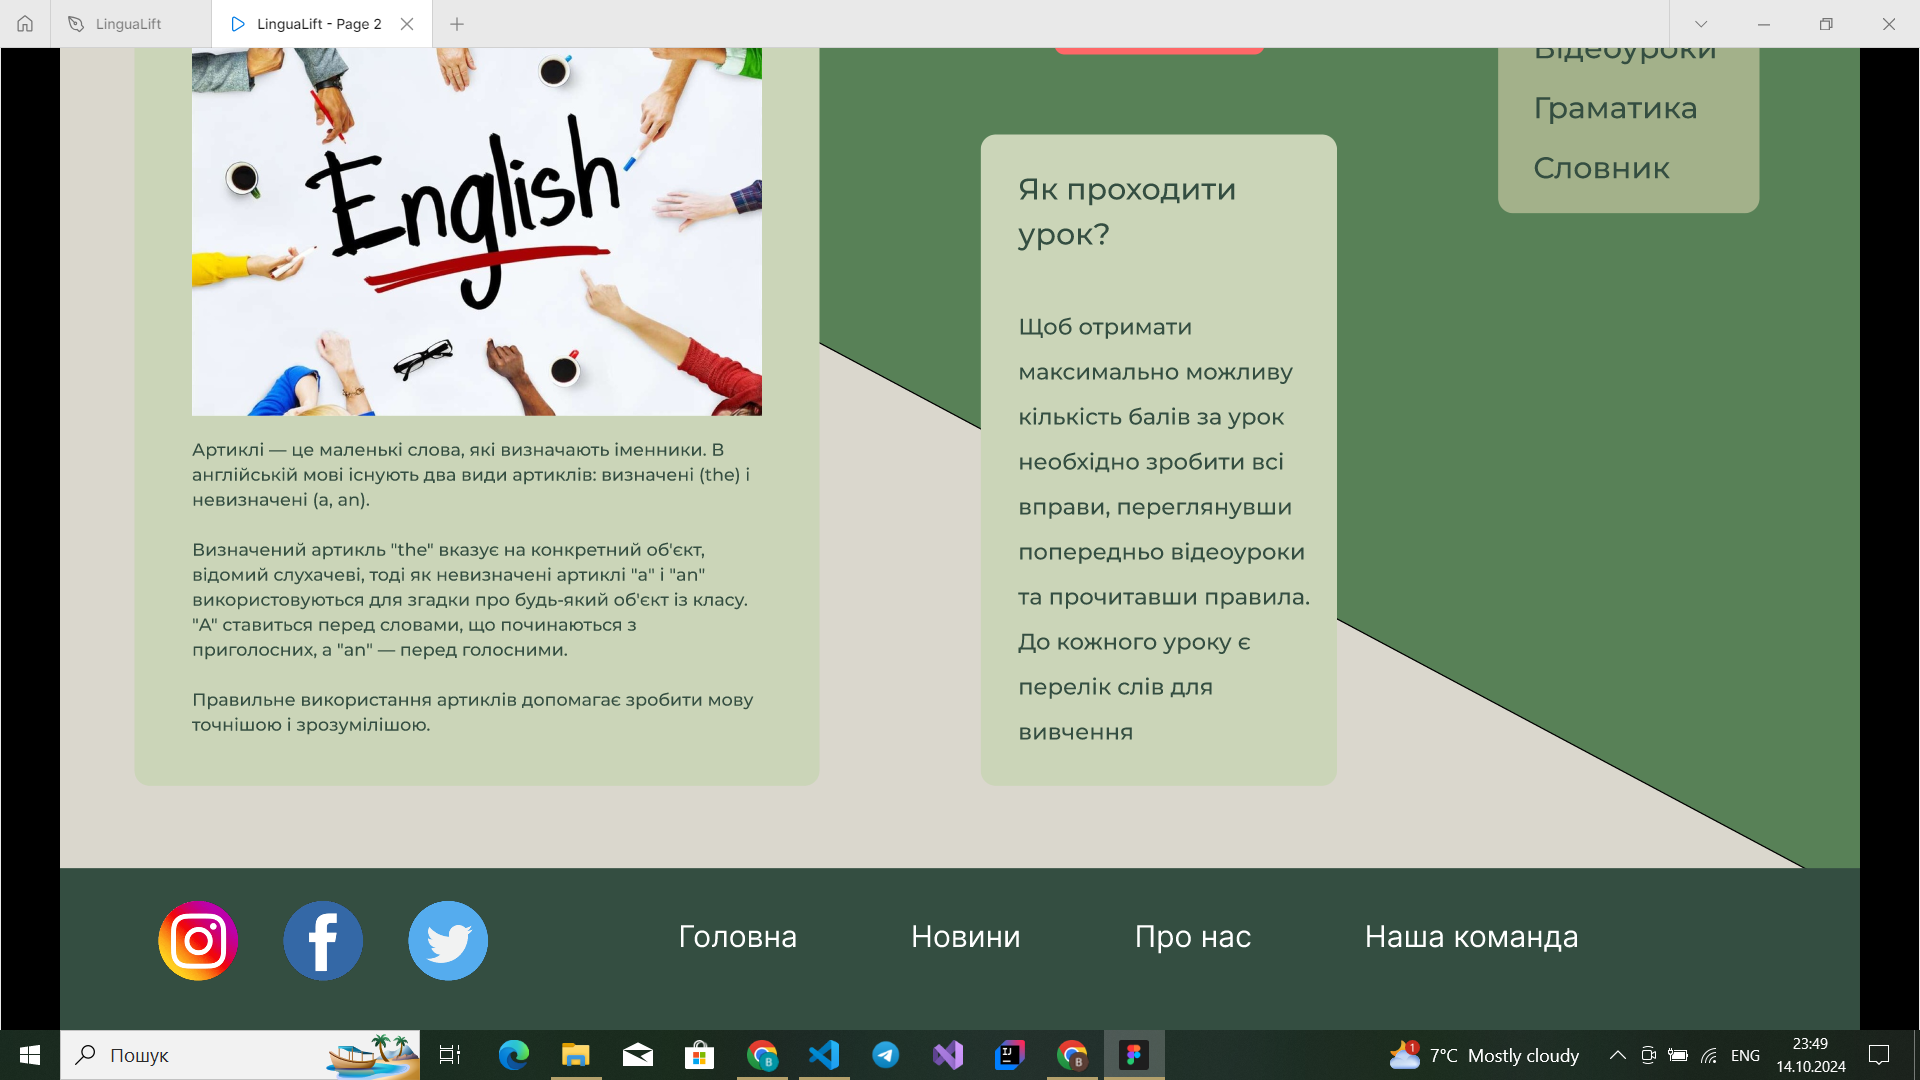 LinguaLift
LinguaLift - Page 2
English
Артиклі — це маленькі слова, які визначають іменники. В
англійській мові існують два види артиклів: визначені (the) і
невизначені (a, an).
Визначений артикль "the" вказує на конкретний об'єкт,
відомий слухачеві, тоді як невизначені артиклі "a" і "an"
використовуються для згадки про будь-який об'єкт із класу.
"A" ставиться перед словами, що починаються з
приголосних, а "an" — перед голосними.
Правильне використання артиклів допомагає зробити мову
точнішою і зрозумілішою.
Як проходити
урок?
Щоб отримати
максимально можливу
кількість балів за урок
необхідно зробити всі
вправи, переглянувши
попередньо відеоуроки
та прочитавши правила.
До кожного уроку є
перелік слів для
вивчення
Відеоуроки
Граматика
Словник
Головна
Новини
Про нас
Наша команда
Пошук
1
7°C Mostly cloudy
ENG
23:49
14.10.2024